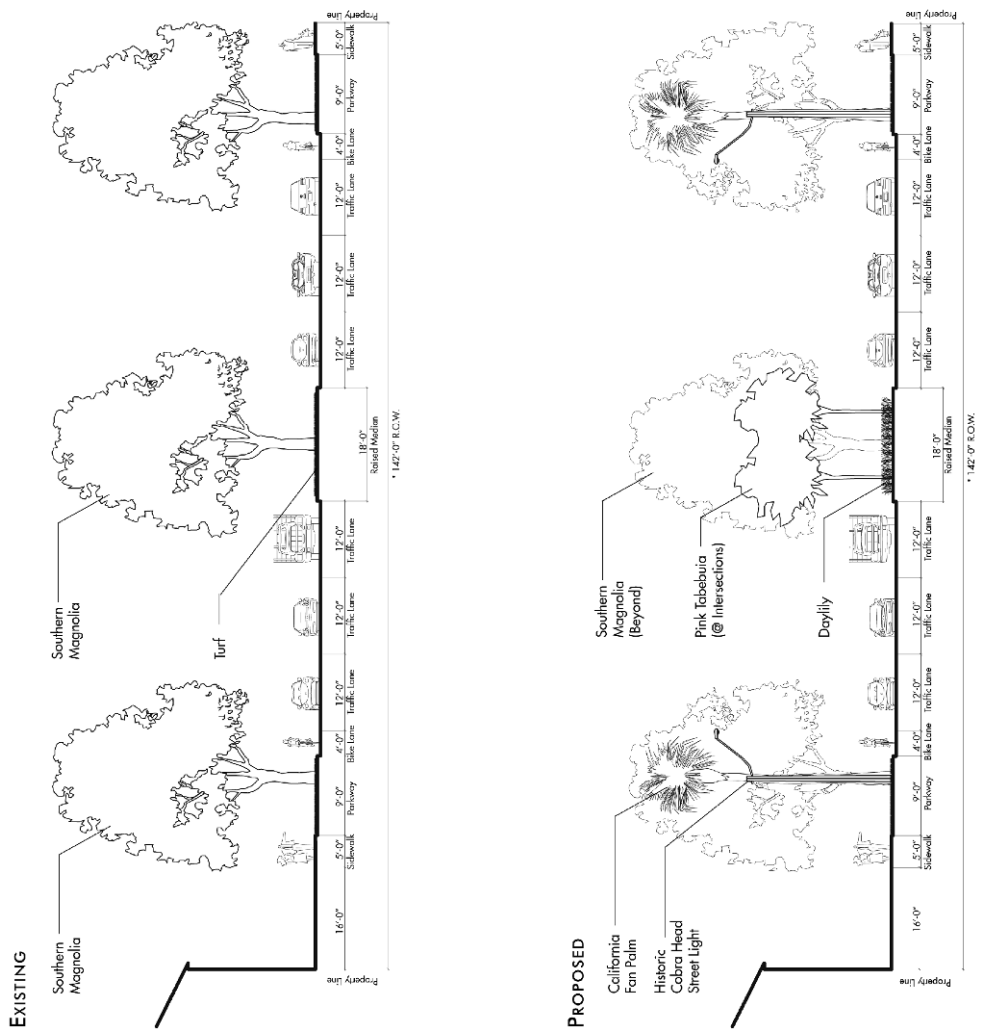 EXISTING
Southern
Magnolia
Southern
Magnolia
Turf
Property Line
16'-0"
5'-0"
Sidewalk
9'-0"
Parkway
4'-0"
Bike Lane
12'-0"
Traffic Lane
12'-0"
Traffic Lane
12'-0"
Traffic Lane
18'-0"
Raised Median
12'-0"
Traffic Lane
12'-0"
Traffic Lane
12'-0"
Traffic Lane
4'-0"
Bike Lane
9'-0"
Parkway
5'-0"
Sidewalk
Property Line
* 142'-0" R.O.W.
PROPOSED
California
Fan Palm
Historic
Cobra Head
Street Light
Southern
Magnolia
(Beyond)
Pink Tabebuia
(@ Intersections)
Daylily
Property Line
16'-0"
5'-0"
Sidewalk
9'-0"
Parkway
4'-0"
Bike Lane
12'-0"
Traffic Lane
12'-0"
Traffic Lane
12'-0"
Traffic Lane
18'-0"
Raised Median
12'-0"
Traffic Lane
12'-0"
Traffic Lane
12'-0"
Traffic Lane
4'-0"
Bike Lane
9'-0"
Parkway
5'-0"
Sidewalk
Property Line
* 142'-0" R.O.W.